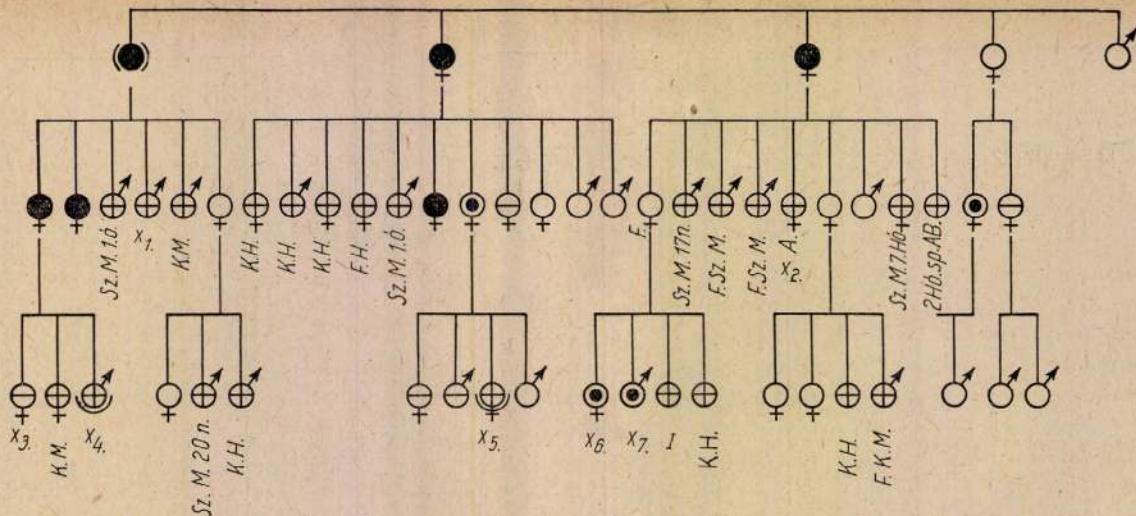 Sz. M. 1.ó.
X1.
K.M.
K.H.
K.H.
K.H.
F.H.
Sz. M. 1.ó.
F.
Sz. M. 17n.
F. Sz. M.
F. Sz. M.
X2. A.
Sz. M. 7.Hó.
2Hó.sp.AB.
X3.
K.M.
X4.
Sz. M. 20 n.
K.H.
X5.
X6.
X7.
I
K.H.
K.H.
F. K. M.